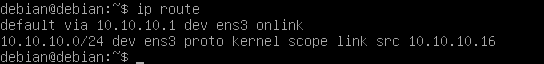 debian@debian:~$ ip route
default via 10.10.10.1 dev ens3 onlink
10.10.10.0/24 dev ens3 proto kernel scope link src 10.10.10.16
debian@debian:~$ _